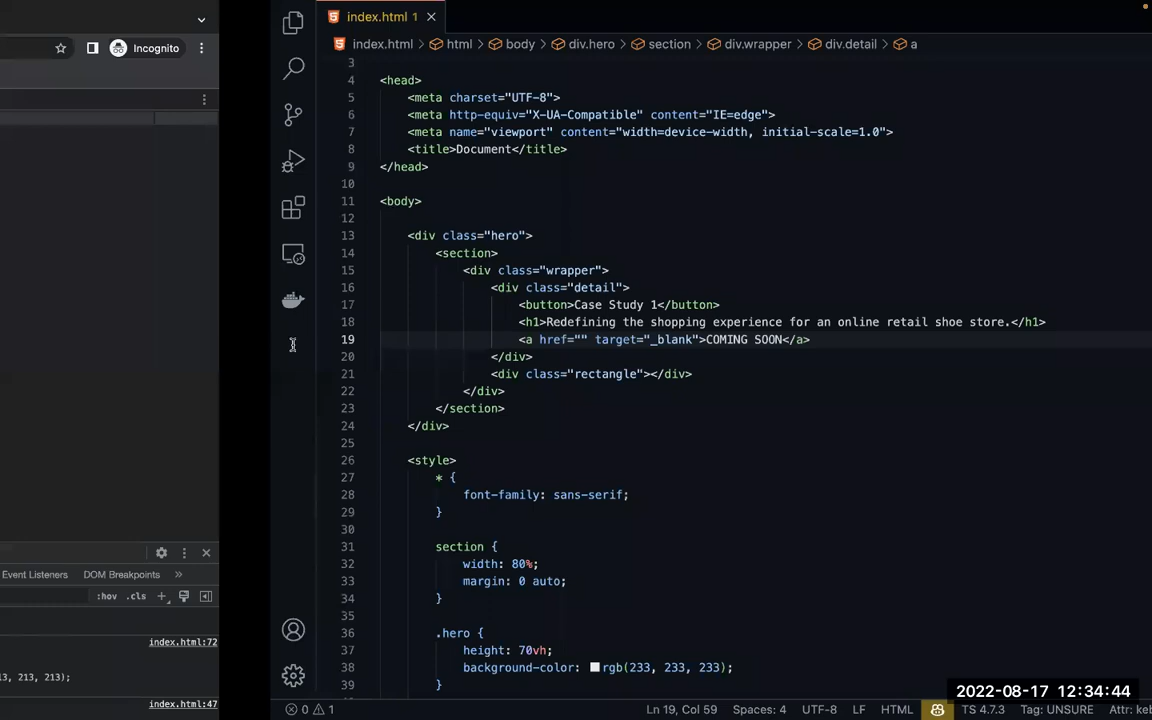 Incognito
Event Listeners DOM Breakpoints »
:hov .cls +
index.html:72
13, 213, 213);
index.html:47
index.html 1 ×
index.html > html > body > div.hero > section > div.wrapper > div.detail > a
3
4 <head>
5 <meta charset="UTF-8">
6 <meta http-equiv="X-UA-Compatible" content="IE=edge">
7 <meta name="viewport" content="width=device-width, initial-scale=1.0">
8 <title>Document</title>
9 </head>
10
11 <body>
12
13 <div class="hero">
14 <section>
15 <div class="wrapper">
16 <div class="detail">
17 <button>Case Study 1</button>
18 <h1>Redefining the shopping experience for an online retail shoe store.</h1>
19 <a href="" target="_blank">COMING SOON</a>
20 </div>
21 <div class="rectangle"></div>
22 </div>
23 </section>
24 </div>
25
26 <style>
27 * {
28 font-family: sans-serif;
29 }
30
31 section {
32 width: 80%;
33 margin: 0 auto;
34 }
35
36 .hero {
37 height: 70vh;
38 background-color: rgb(233, 233, 233);
39 }
2022-08-17 12:34:44
0 1 Ln 19, Col 59 Spaces: 4 UTF-8 LF HTML TS 4.7.3 Tag: UNSURE Attr: keb